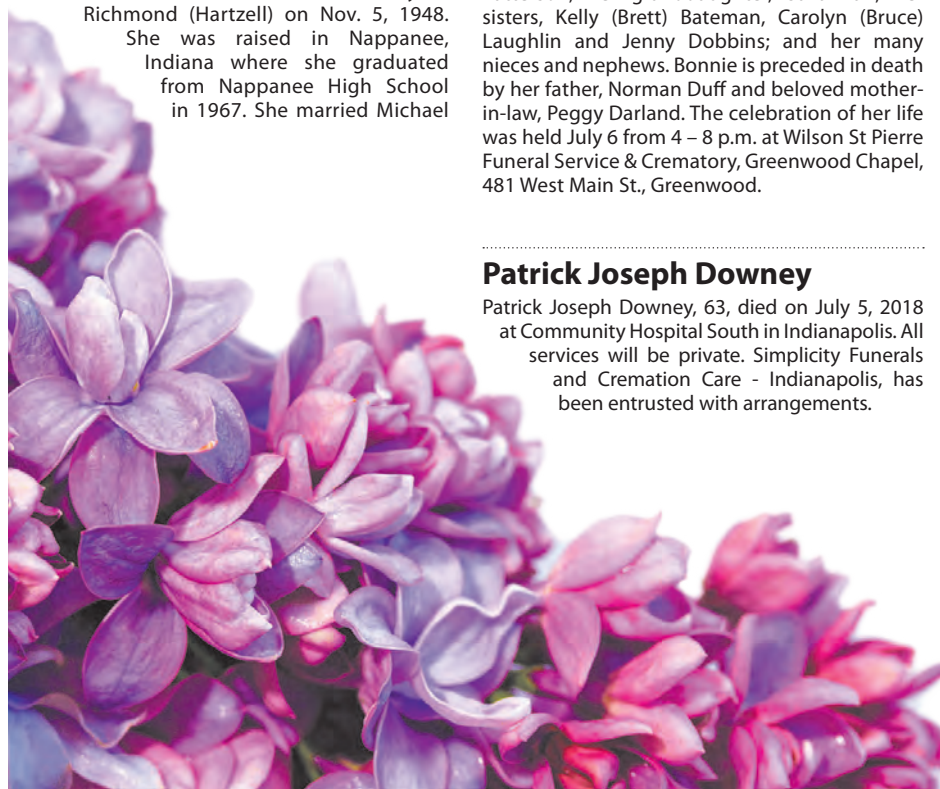 Richmond (Hartzell) on Nov. 5, 1948.
She was raised in Nappanee,
Indiana where she graduated
from Nappanee High School
in 1967. She married Michael
sisters, Kelly (Brett) Bateman, Carolyn (Bruce)
Laughlin and Jenny Dobbins; and her many
nieces and nephews. Bonnie is preceded in death
by her father, Norman Duff and beloved mother-
in-law, Peggy Darland. The celebration of her life
was held July 6 from 4 – 8 p.m. at Wilson St Pierre
Funeral Service & Crematory, Greenwood Chapel,
481 West Main St., Greenwood.
Patrick Joseph Downey
Patrick Joseph Downey, 63, died on July 5, 2018
at Community Hospital South in Indianapolis. All
services will be private. Simplicity Funerals
and Cremation Care - Indianapolis, has
been entrusted with arrangements.